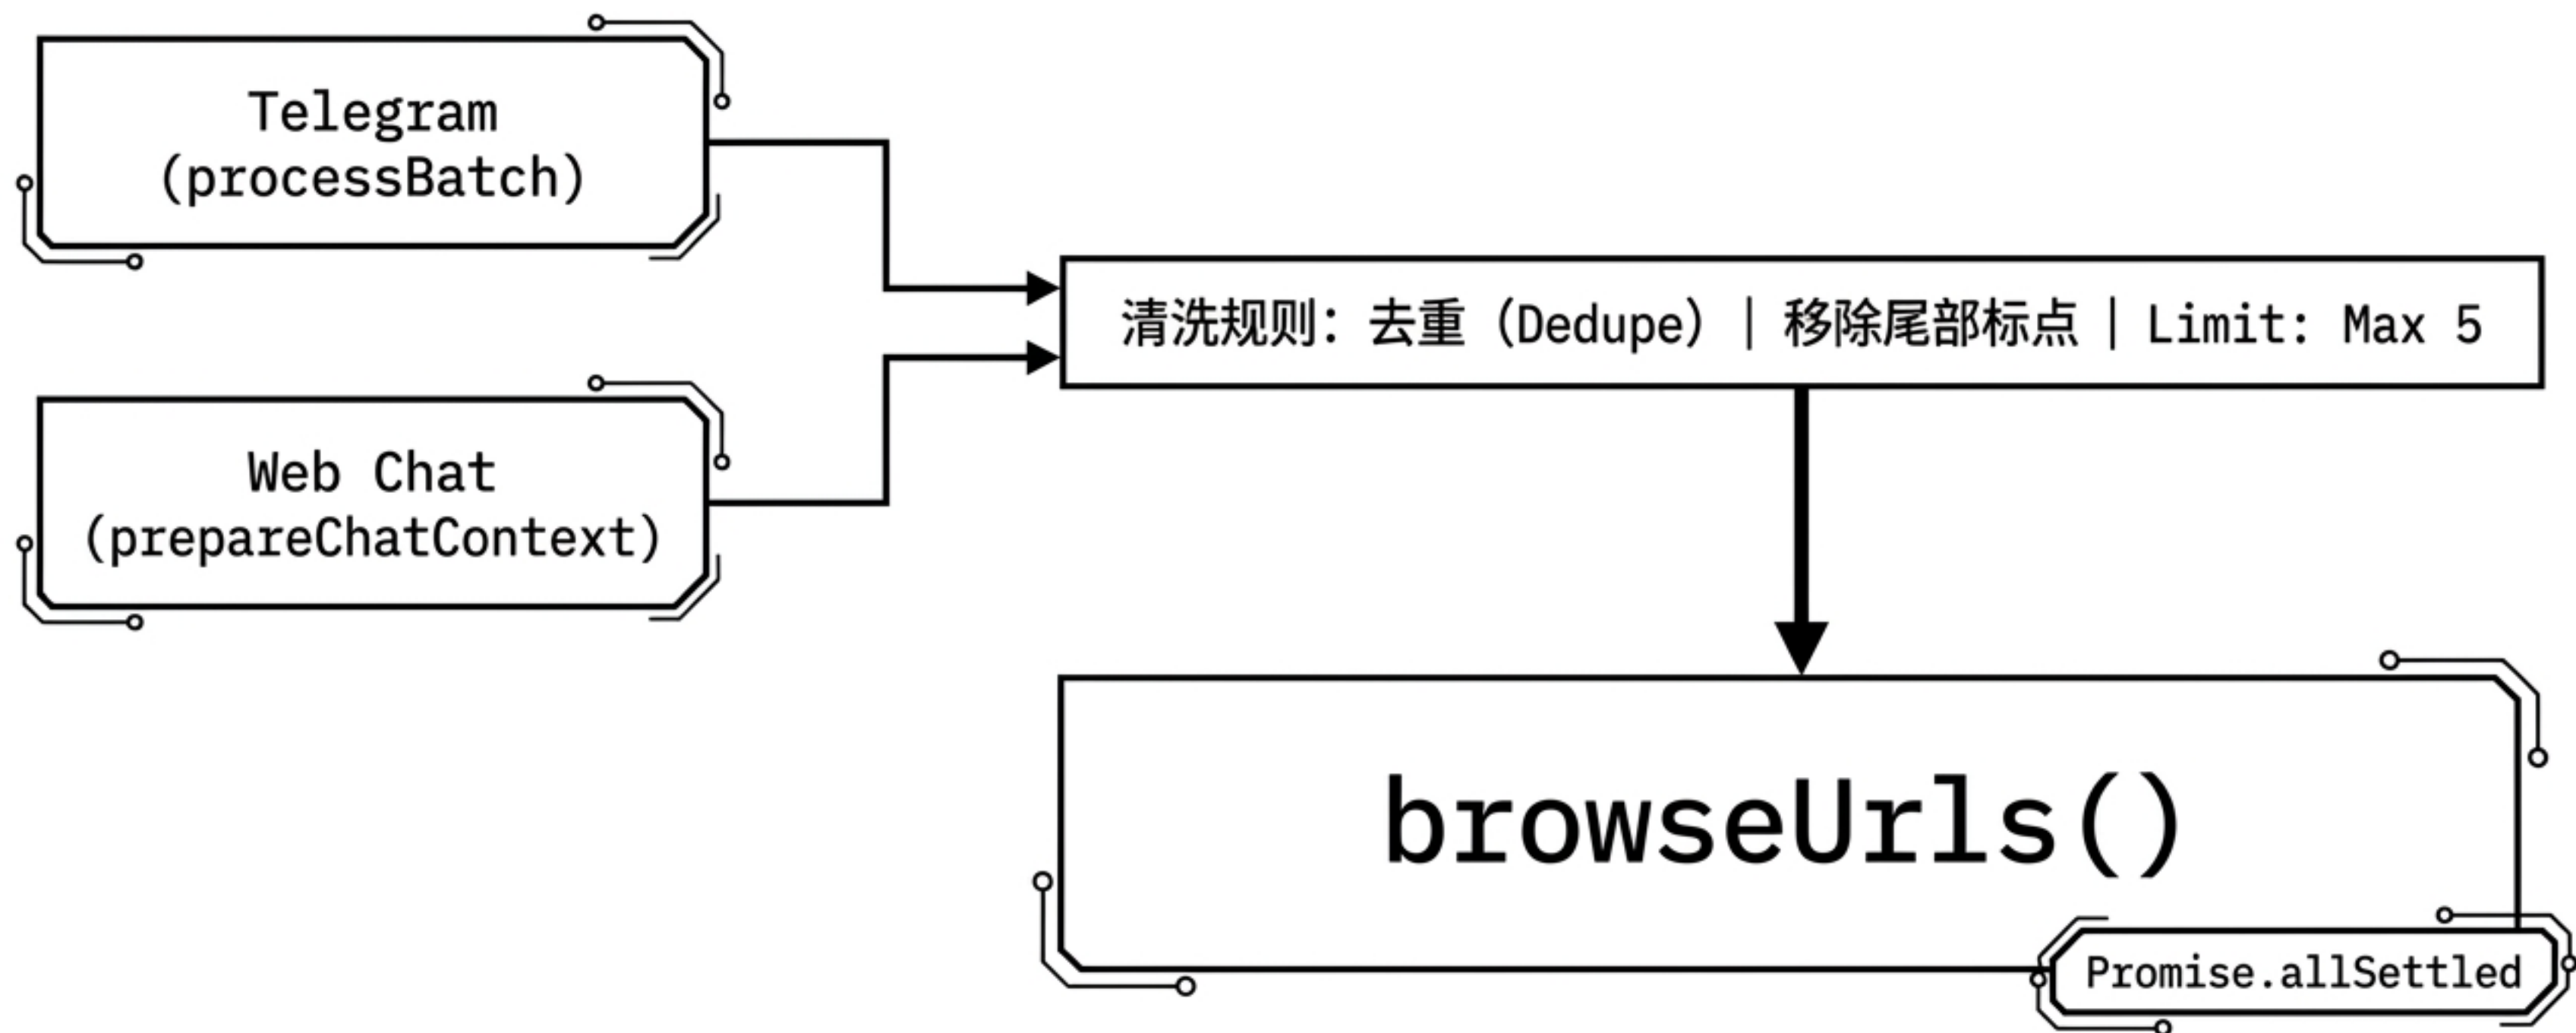 Telegram
(processBatch)
Web Chat
(prepareChatContext)
清洗规则：去重（Dedupe）｜移除尾部标点｜Limit: Max 5
browseUrls()
Promise.allSettled